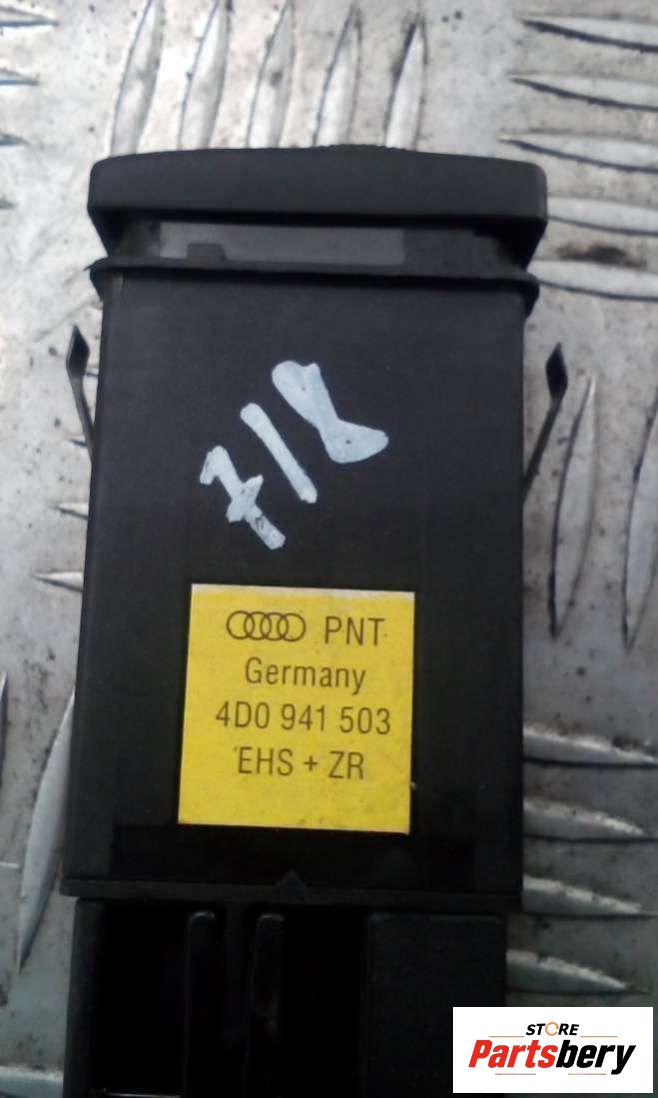 PNT
Germany
4D0 941 503
EHS + ZR
STORE
Partsbery